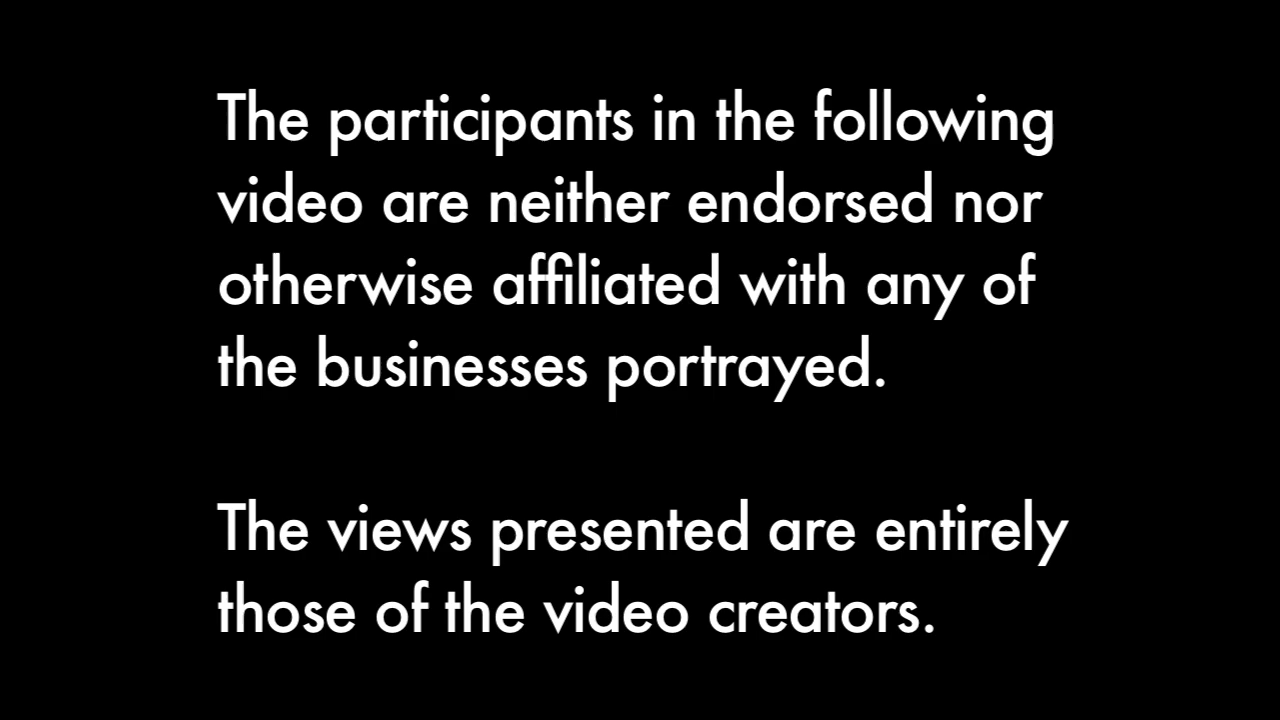 The participants in the following
video are neither endorsed nor
otherwise affiliated with any of
the businesses portrayed.
The views presented are entirely
those of the video creators.